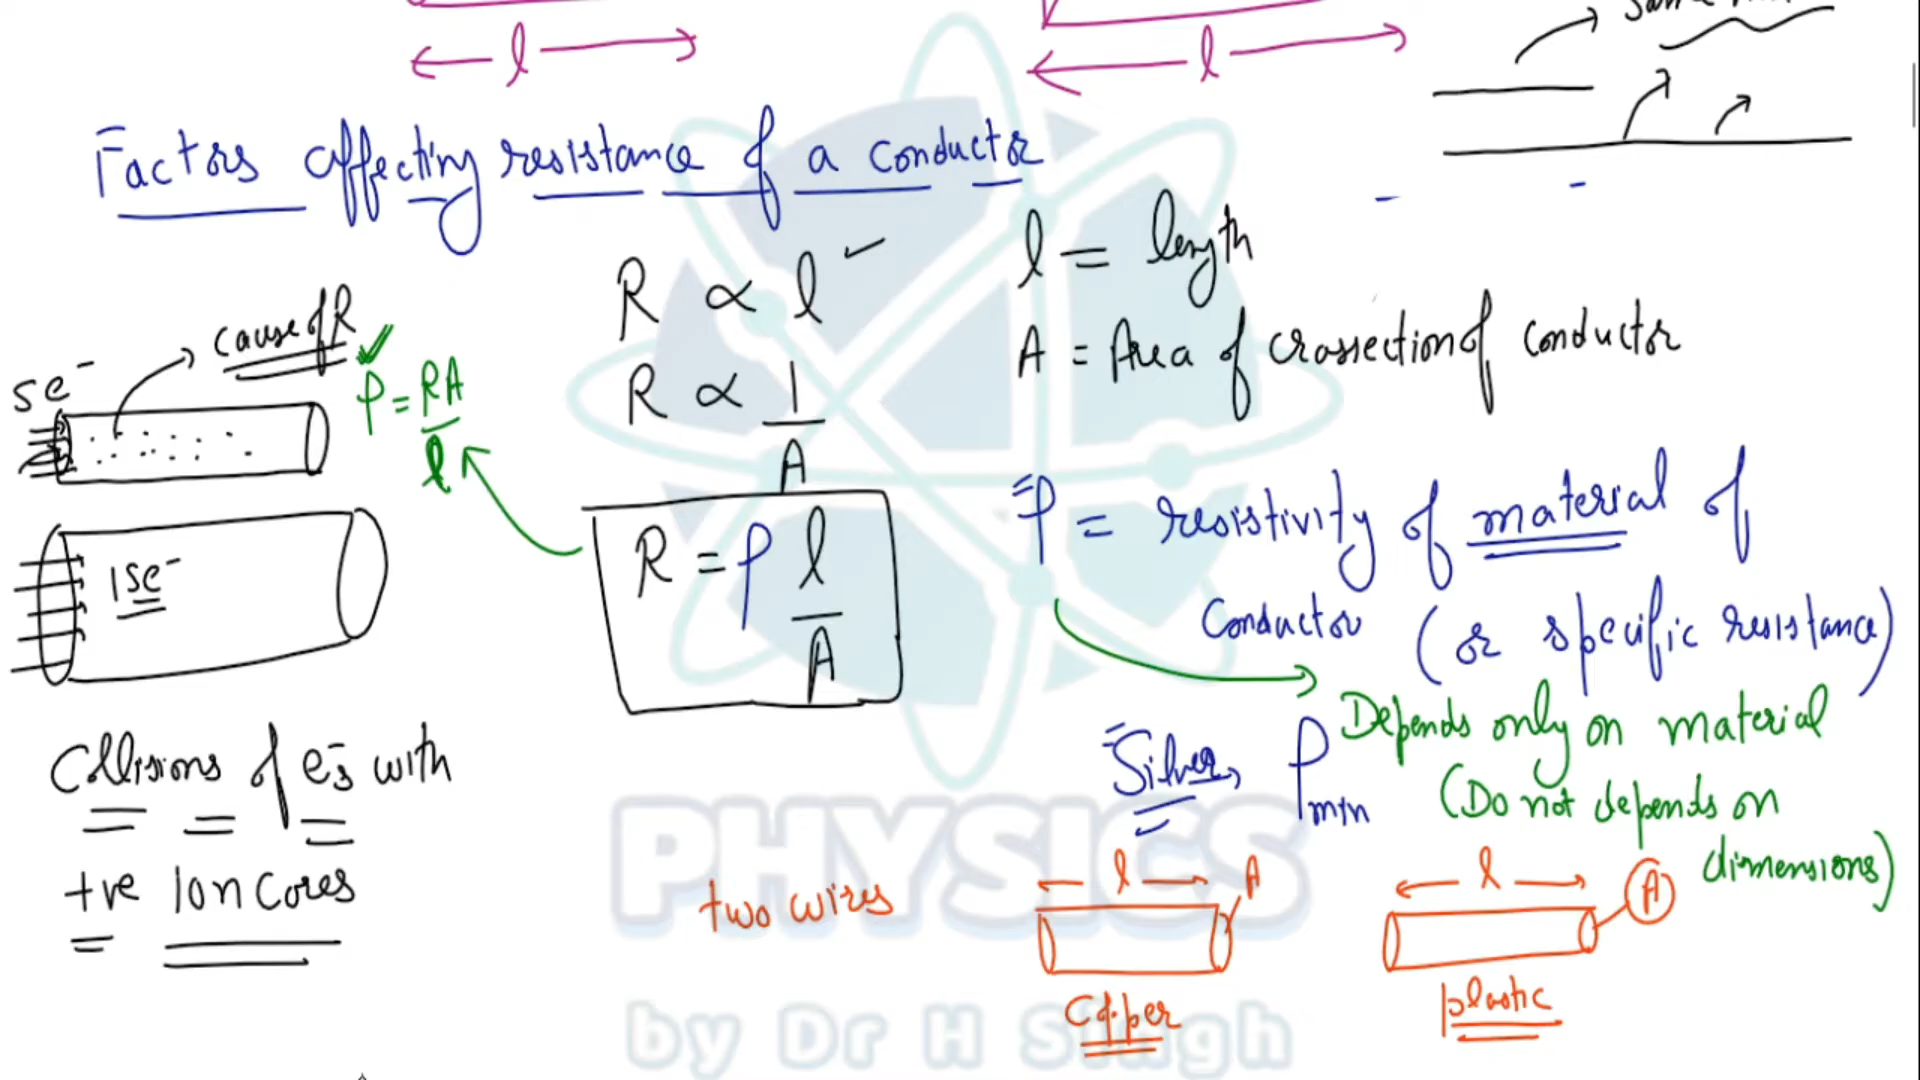 l
l
Factors affecting resistance of a conductor
R ∝ l
l = length
cause of R
R ∝ 1/A
A = Area of crossection of conductor
5e⁻
ρ = RA/l
R = ρ l/A
ρ = resistivity of material of
Conductor (or specific resistance)
15e⁻
Depends only on material
(Do not depends on
dimensions)
Silver, ρmin
Collisions of e⁻s with
+ve Ion Cores
two wires
l A
l A
Copper
plastic
PHYSICS
by Dr H Singh